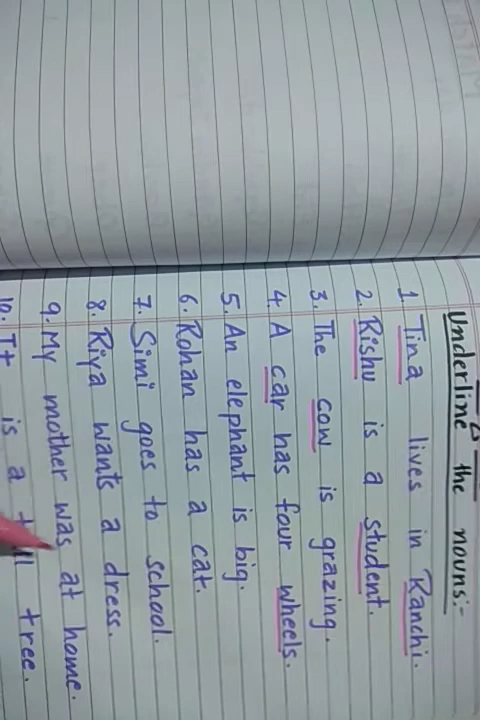 Underline the nouns:-
1. Tina lives in Ranchi.
2. Rishu is a student.
3. The cow is grazing.
4. A car has four wheels.
5. An elephant is big.
6. Rohan has a cat.
7. Simi goes to school.
8. Riya wants a dress.
9. My mother was at home.
10. It is a tree.